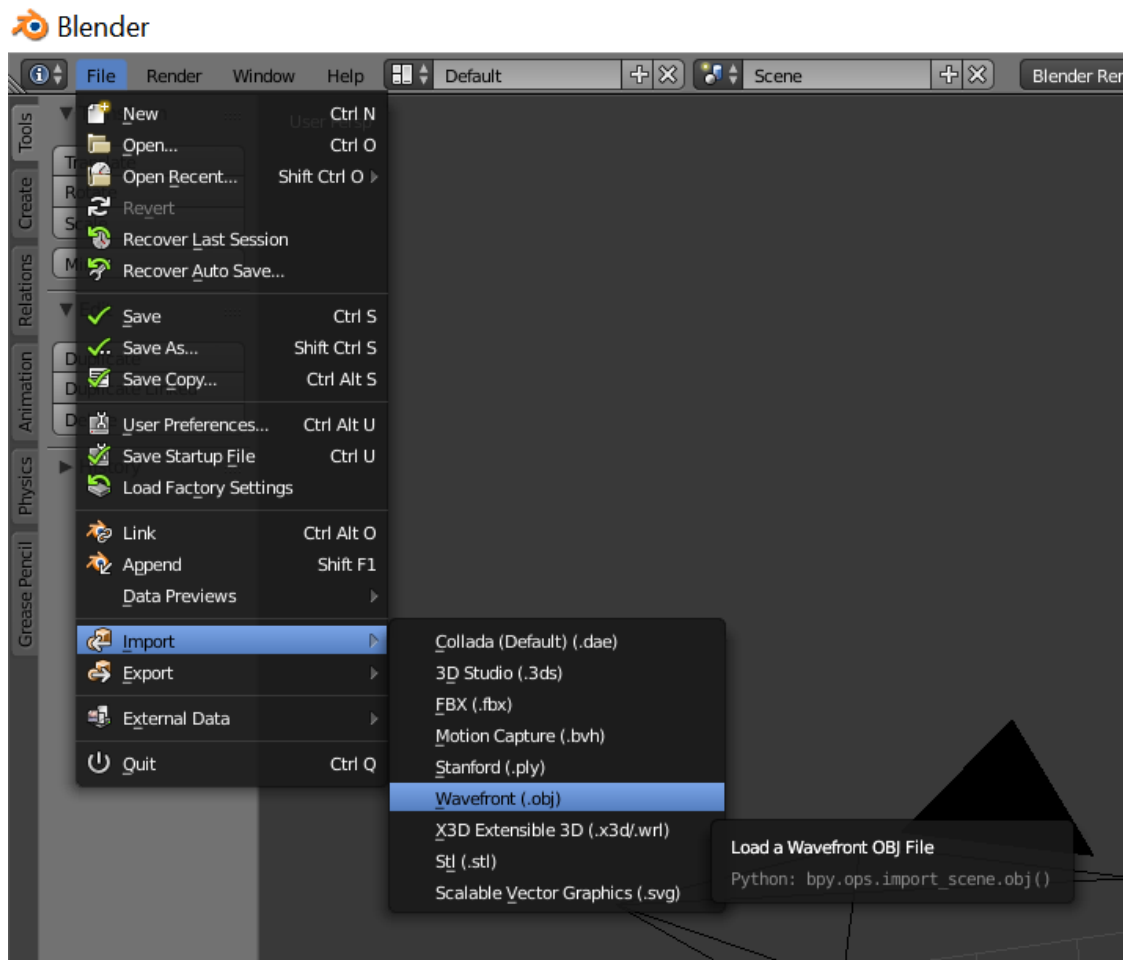 Blender
File Render Window Help Default Scene Blender Ren
Tools
Create
Relations
Animation
Physics
Grease Pencil
New Ctrl N
Open... Ctrl O
Open Recent... Shift Ctrl O
Revert
Recover Last Session
Recover Auto Save...
Save Ctrl S
Save As... Shift Ctrl S
Save Copy... Ctrl Alt S
User Preferences... Ctrl Alt U
Save Startup File Ctrl U
Load Factory Settings
Link Ctrl Alt O
Append Shift F1
Data Previews
Import
Export
External Data
Quit Ctrl Q
Collada (Default) (.dae)
3D Studio (.3ds)
FBX (.fbx)
Motion Capture (.bvh)
Stanford (.ply)
Wavefront (.obj)
X3D Extensible 3D (.x3d/.wrl)
Stl (.stl)
Scalable Vector Graphics (.svg)
Load a Wavefront OBJ File
Python: bpy.ops.import_scene.obj()